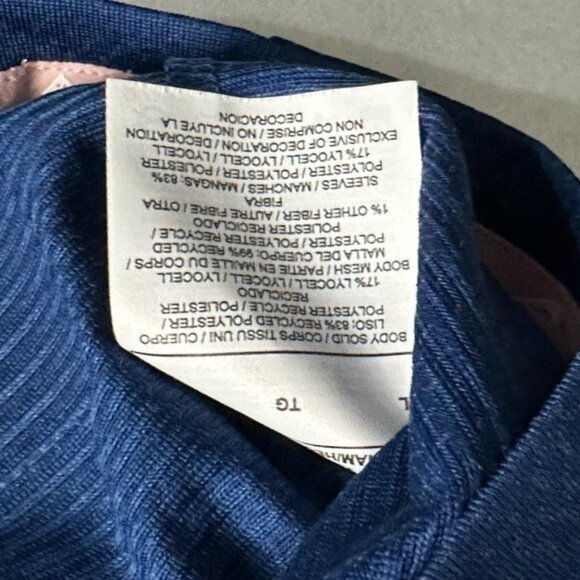 TG
BODY SOLID / CORPS TISSU UNI / CUERPO
LISO: 83% RECYCLED POLYESTER /
POLYESTER RECYCLE / POLIESTER
RECICLADO
17% LYOCELL / LYOCELL / LYOCELL
BODY MESH / PARTIE EN MAILLE DU CORPS /
MALLA DEL CUERPO: 99% RECYCLED
POLYESTER / POLYESTER RECYCLE /
POLIESTER RECICLADO
1% OTHER FIBER / AUTRE FIBRE / OTRA
FIBRA
SLEEVES / MANCHES / MANGAS: 83%
POLYESTER / POLYESTER / POLIESTER
17% LYOCELL / LYOCELL / LYOCELL
EXCLUSIVE OF DECORATION / DECORATION
NON COMPRISE / NO INCLUYE LA
DECORACION